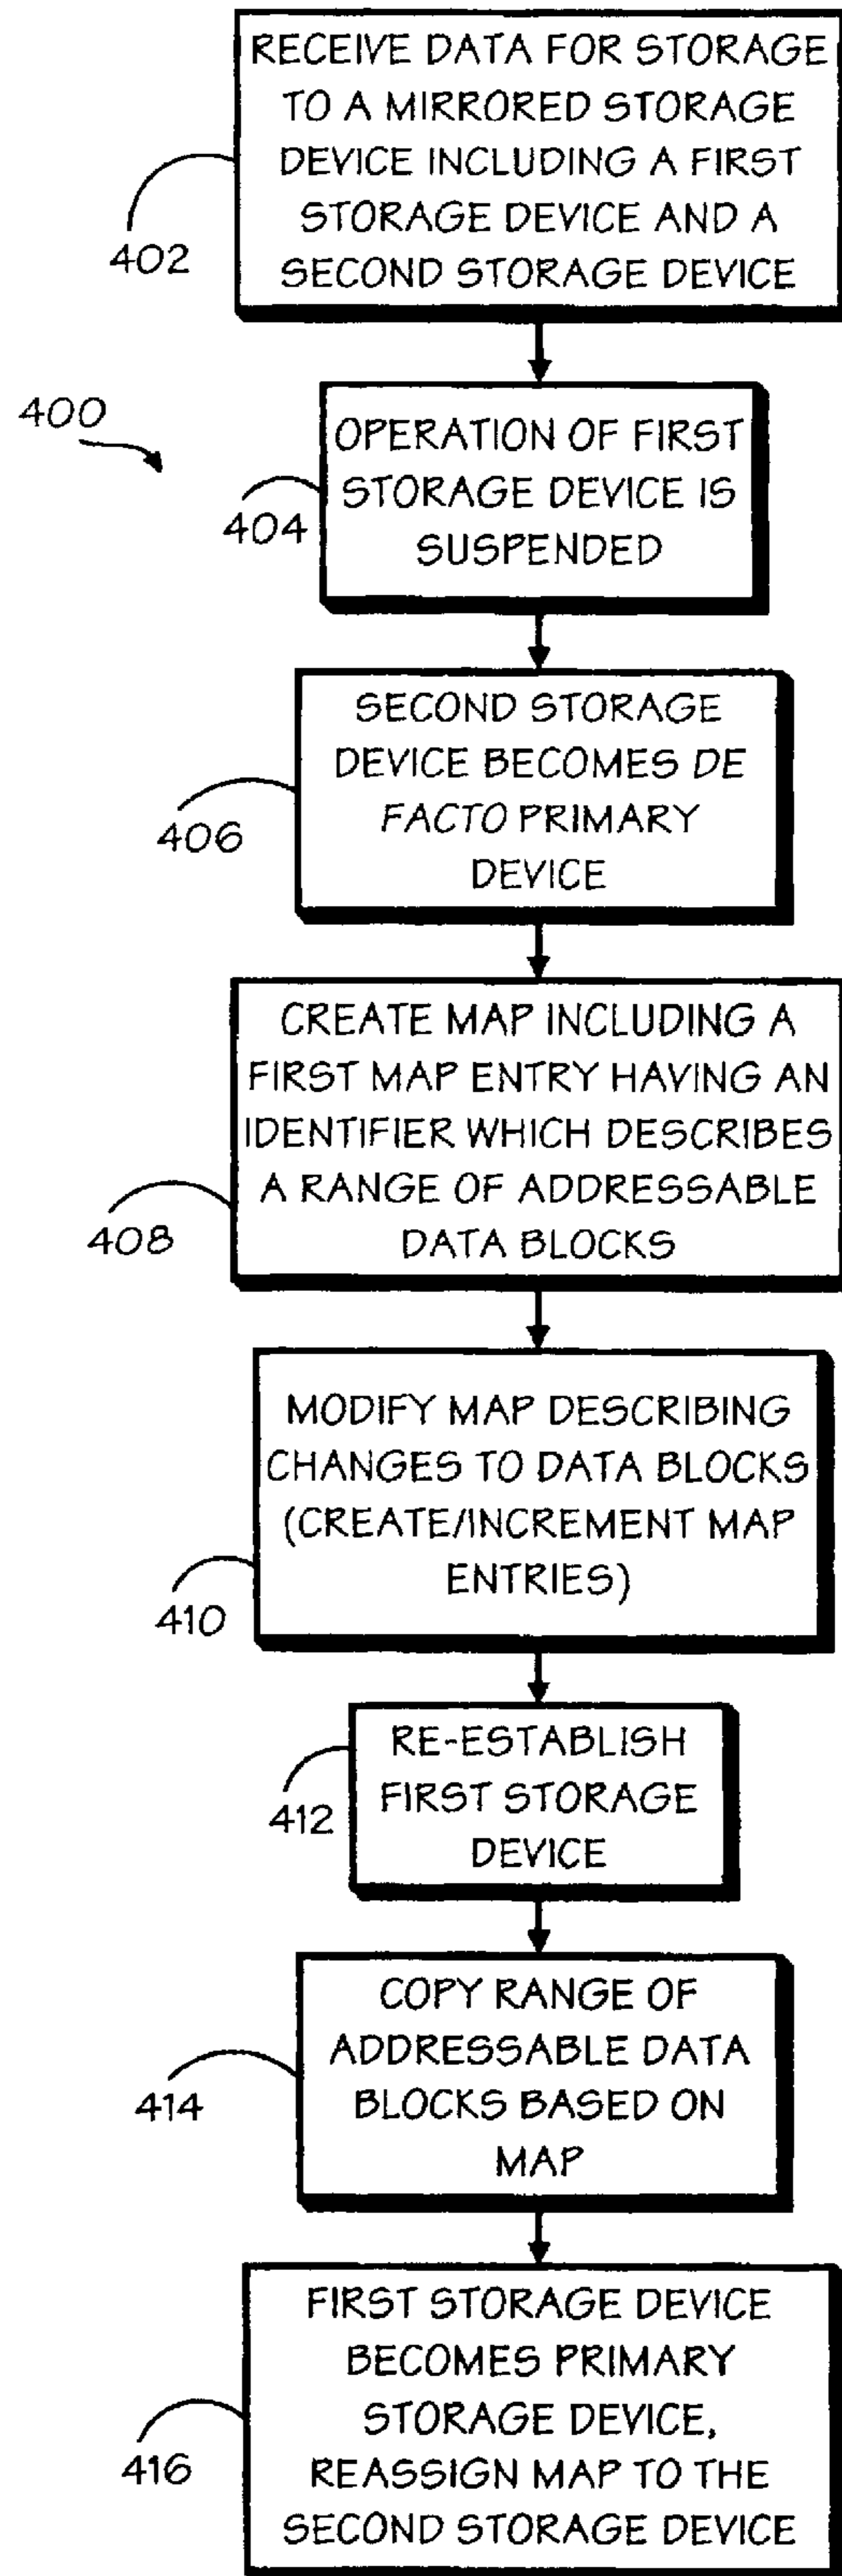 RECEIVE DATA FOR STORAGE
TO A MIRRORED STORAGE
DEVICE INCLUDING A FIRST
STORAGE DEVICE AND A
SECOND STORAGE DEVICE
402
400
OPERATION OF FIRST
STORAGE DEVICE IS
SUSPENDED
404
SECOND STORAGE
DEVICE BECOMES DE
FACTO PRIMARY
DEVICE
406
CREATE MAP INCLUDING A
FIRST MAP ENTRY HAVING AN
IDENTIFIER WHICH DESCRIBES
A RANGE OF ADDRESSABLE
DATA BLOCKS
408
MODIFY MAP DESCRIBING
CHANGES TO DATA BLOCKS
(CREATE/INCREMENT MAP
ENTRIES)
410
RE-ESTABLISH
FIRST STORAGE
DEVICE
412
COPY RANGE OF
ADDRESSABLE DATA
BLOCKS BASED ON
MAP
414
FIRST STORAGE DEVICE
BECOMES PRIMARY
STORAGE DEVICE,
REASSIGN MAP TO THE
SECOND STORAGE DEVICE
416